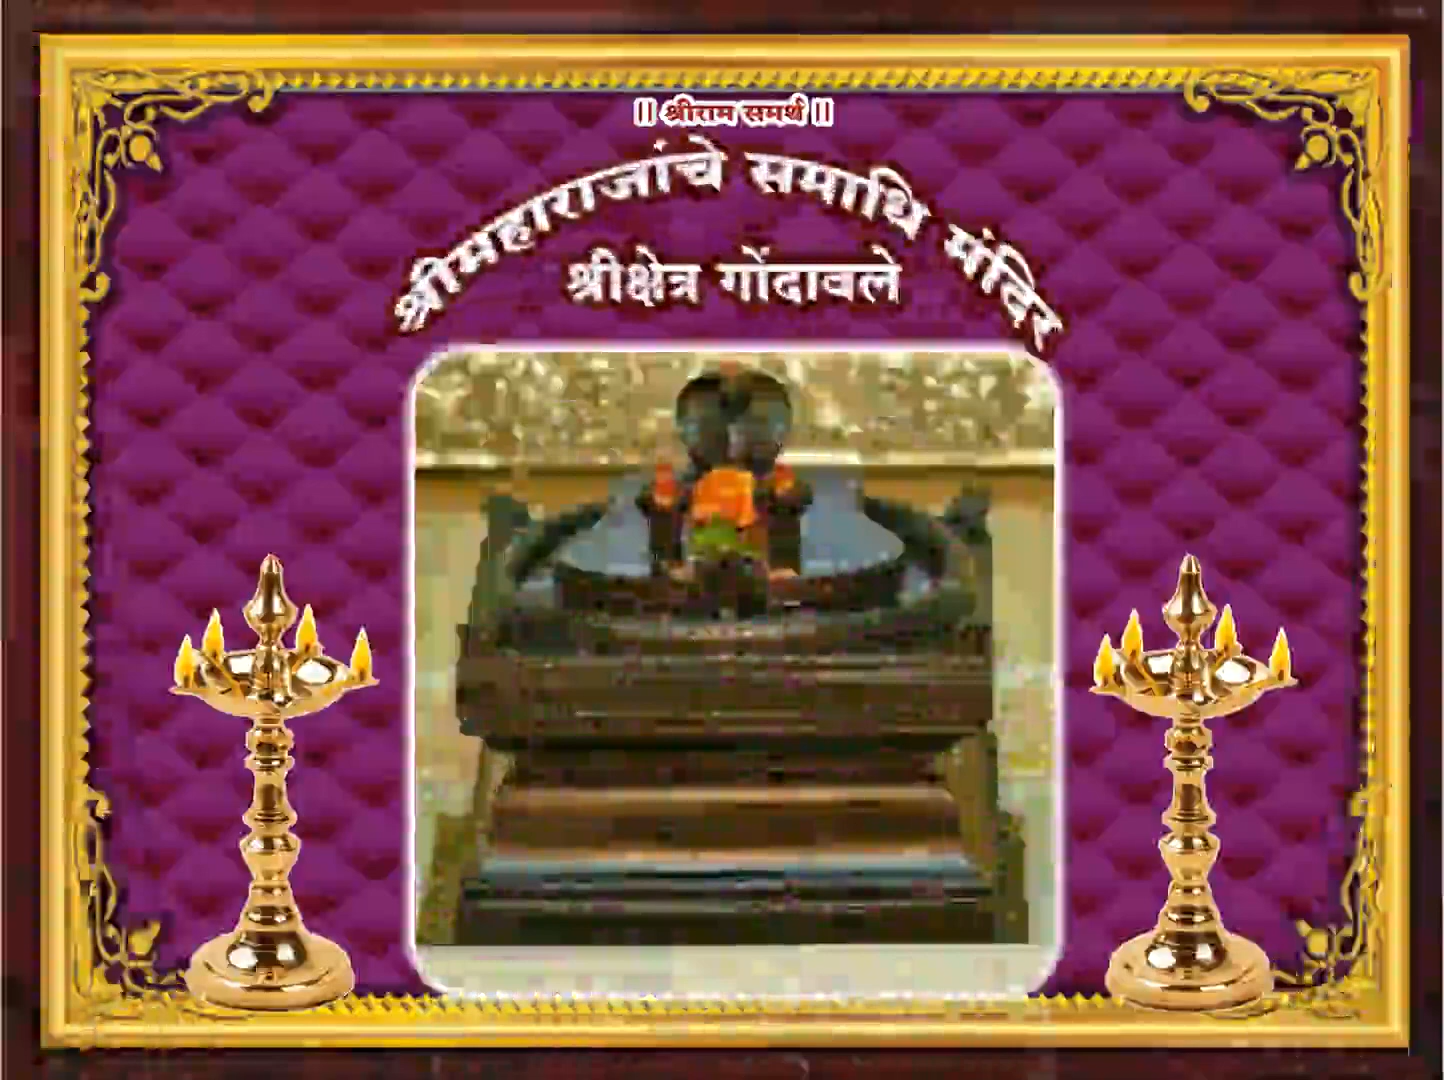 ॥ श्रीराम समर्थ ॥
श्रीमहाराजांचे समाधि मंदिर
श्रीक्षेत्र गोंदावले